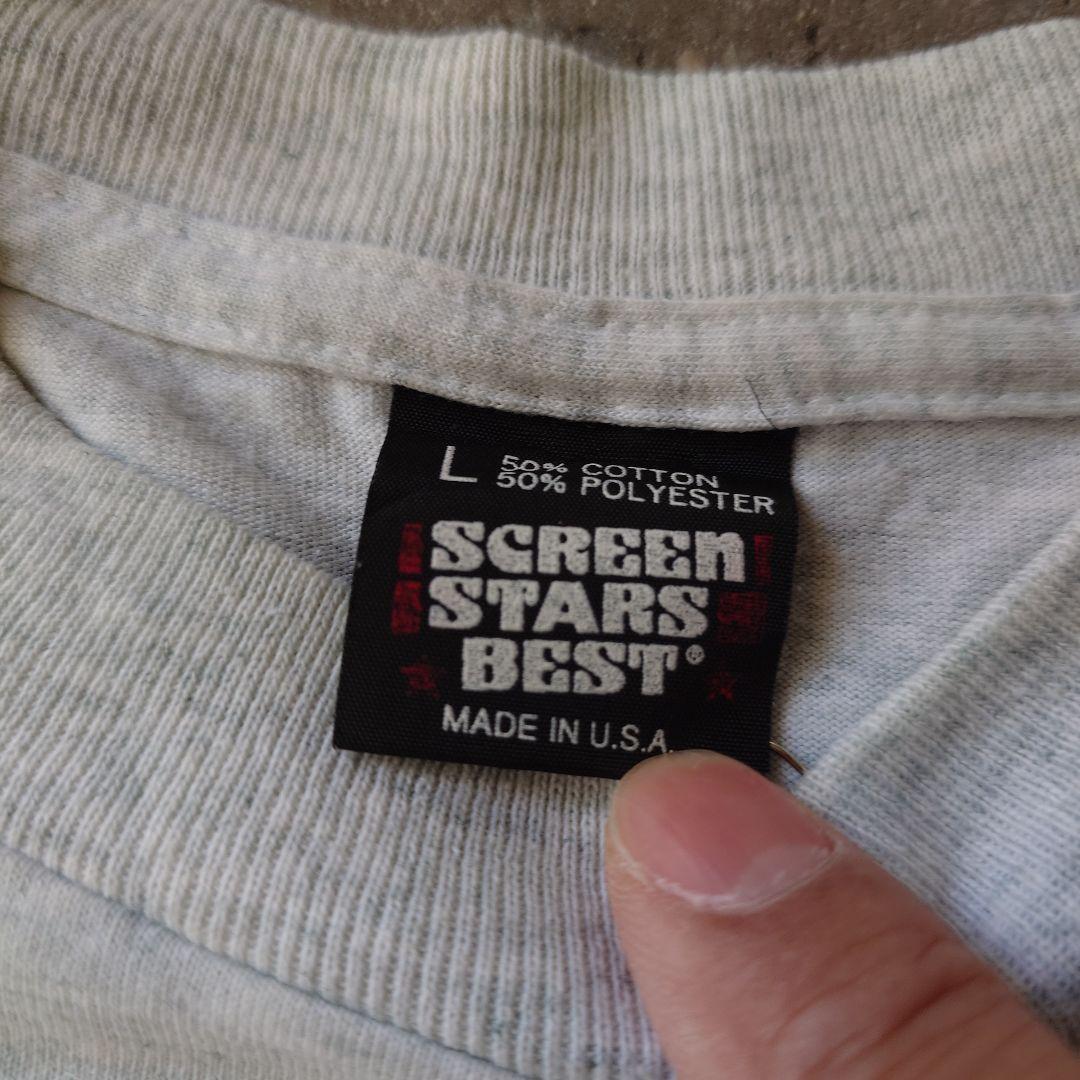 L 50% COTTON
50% POLYESTER
SCREEn
STARS
BEST®
MADE IN U.S.A.